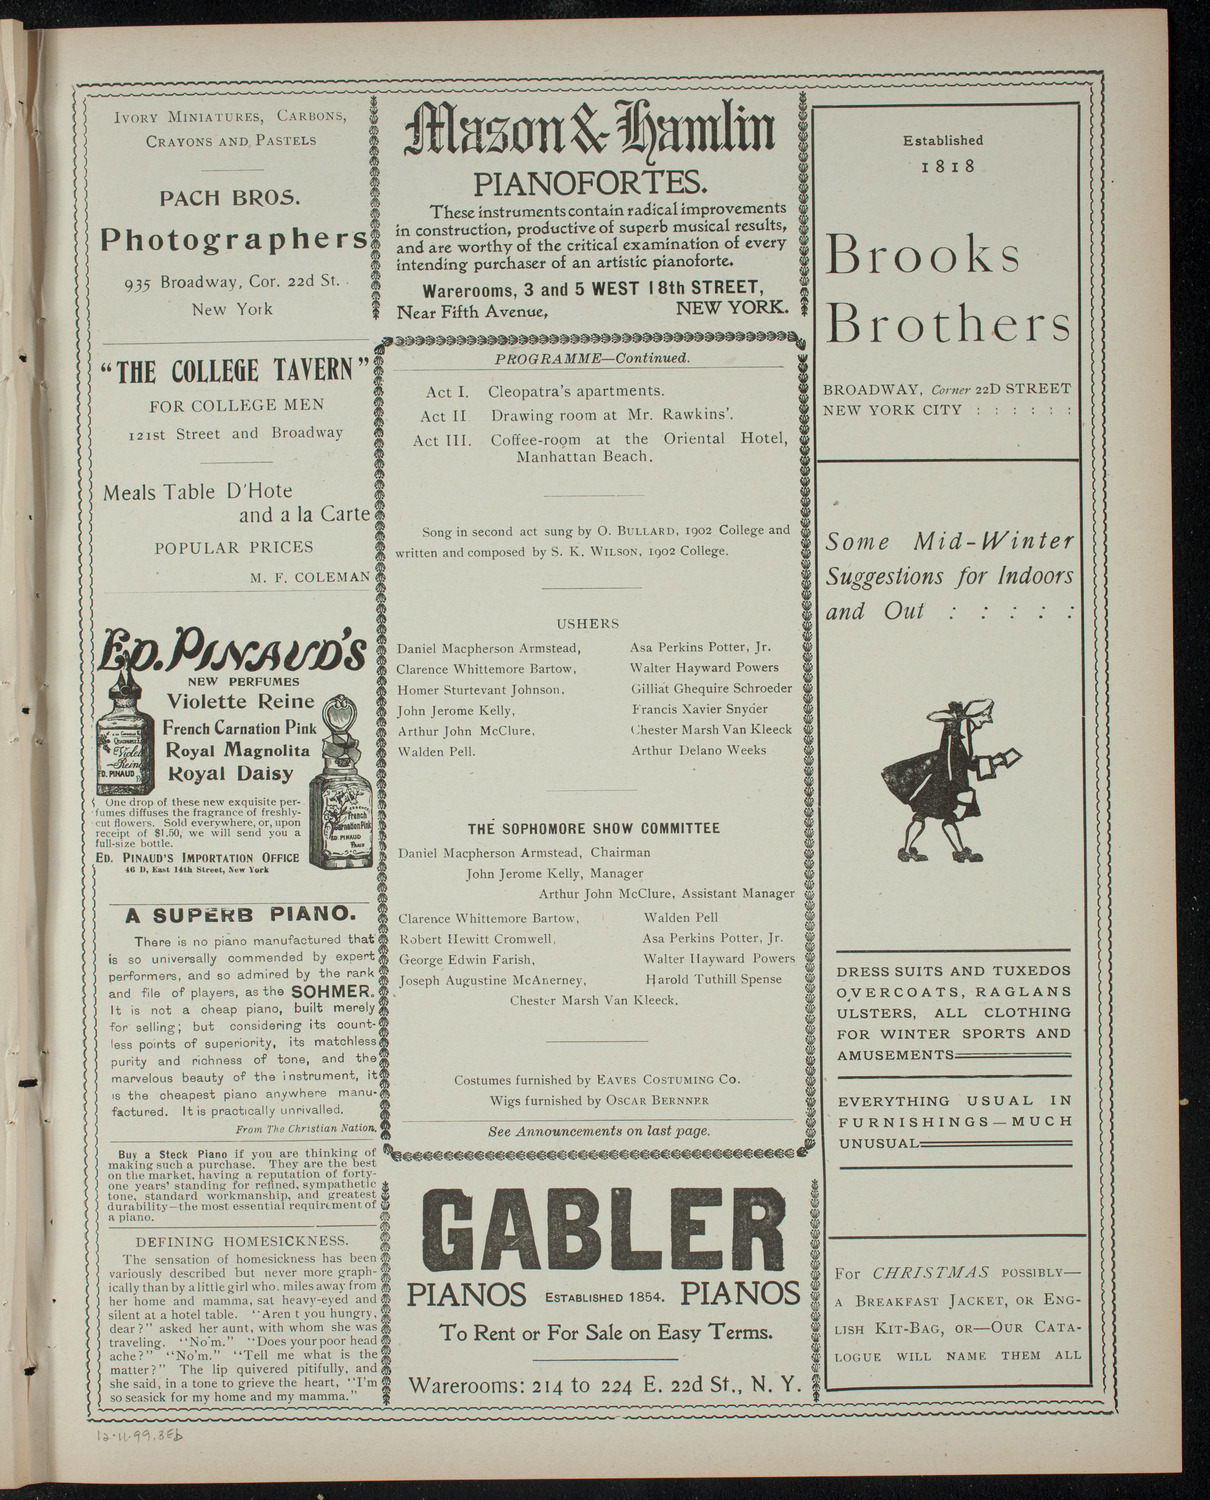 IVORY MINIATURES, CARBONS,
CRAYONS AND PASTELS
PACH BROS.
Photographers
935 Broadway, Cor. 22d St.
New York
"THE COLLEGE TAVERN"
FOR COLLEGE MEN
121st Street and Broadway
Meals Table D'Hote
and a la Carte
POPULAR PRICES
M. F. COLEMAN
ED. PINAUD'S
NEW PERFUMES
Violette Reine
French Carnation Pink
Royal Magnolita
Royal Daisy
One drop of these new exquisite per-
fumes diffuses the fragrance of freshly-
cut flowers. Sold everywhere, or, upon
receipt of $1.50, we will send you a
full-size bottle.
ED. PINAUD'S IMPORTATION OFFICE
46 D, East 14th Street, New York
A SUPERB PIANO.
There is no piano manufactured that
is so universally commended by expert
performers, and so admired by the rank
and file of players, as the SOHMER.
It is not a cheap piano, built merely
for selling; but considering its count-
less points of superiority, its matchless
purity and richness of tone, and the
marvelous beauty of the instrument, it
is the cheapest piano anywhere manu-
factured. It is practically unrivalled.
From The Christian Nation.
Buy a Steck Piano if you are thinking of
making such a purchase. They are the best
on the market, having a reputation of forty-
one years' standing for refined, sympathetic
tone, standard workmanship, and greatest
durability—the most essential requirement of
a piano.
DEFINING HOMESICKNESS.
The sensation of homesickness has been
variously described but never more graph-
ically than by a little girl who. miles away from
her home and mamma, sat heavy-eyed and
silent at a hotel table. "Aren t you hungry,
dear?" asked her aunt, with whom she was
traveling. "No'm." "Does your poor head
ache?" "No'm." "Tell me what is the
matter?" The lip quivered pitifully, and
she said, in a tone to grieve the heart, "I'm
so seasick for my home and my mamma."
Mason & Hamlin
PIANOFORTES.
These instruments contain radical improvements
in construction, productive of superb musical results,
and are worthy of the critical examination of every
intending purchaser of an artistic pianoforte.
Warerooms, 3 and 5 WEST 18th STREET,
Near Fifth Avenue, NEW YORK.
PROGRAMME—Continued.
Act I. Cleopatra's apartments.
Act II Drawing room at Mr. Rawkins'.
Act III. Coffee-room at the Oriental Hotel,
Manhattan Beach.
Song in second act sung by O. BULLARD, 1902 College and
written and composed by S. K. WILSON, 1902 College.
USHERS
Daniel Macpherson Armstead, Asa Perkins Potter, Jr.
Clarence Whittemore Bartow, Walter Hayward Powers
Homer Sturtevant Johnson, Gilliat Ghequire Schroeder
John Jerome Kelly, Francis Xavier Snyder
Arthur John McClure, Chester Marsh Van Kleeck
Walden Pell. Arthur Delano Weeks
THE SOPHOMORE SHOW COMMITTEE
Daniel Macpherson Armstead, Chairman
John Jerome Kelly, Manager
Arthur John McClure, Assistant Manager
Clarence Whittemore Bartow, Walden Pell
Robert Hewitt Cromwell, Asa Perkins Potter, Jr.
George Edwin Farish, Walter Hayward Powers
Joseph Augustine McAnerney, Harold Tuthill Spense
Chester Marsh Van Kleeck.
Costumes furnished by EAVES COSTUMING CO.
Wigs furnished by OSCAR BERNNER
See Announcements on last page.
GABLER
PIANOS ESTABLISHED 1854. PIANOS
To Rent or For Sale on Easy Terms.
Warerooms: 214 to 224 E. 22d St., N. Y.
Established
1818
Brooks
Brothers
BROADWAY, Corner 22D STREET
NEW YORK CITY : : : : : :
Some Mid-Winter
Suggestions for Indoors
and Out : : : : :
DRESS SUITS AND TUXEDOS
OVERCOATS, RAGLANS
ULSTERS, ALL CLOTHING
FOR WINTER SPORTS AND
AMUSEMENTS
EVERYTHING USUAL IN
FURNISHINGS—MUCH
UNUSUAL
FOR CHRISTMAS POSSIBLY—
A BREAKFAST JACKET, OR ENG-
LISH KIT-BAG, OR—OUR CATA-
LOGUE WILL NAME THEM ALL
12-11-99.3Eb